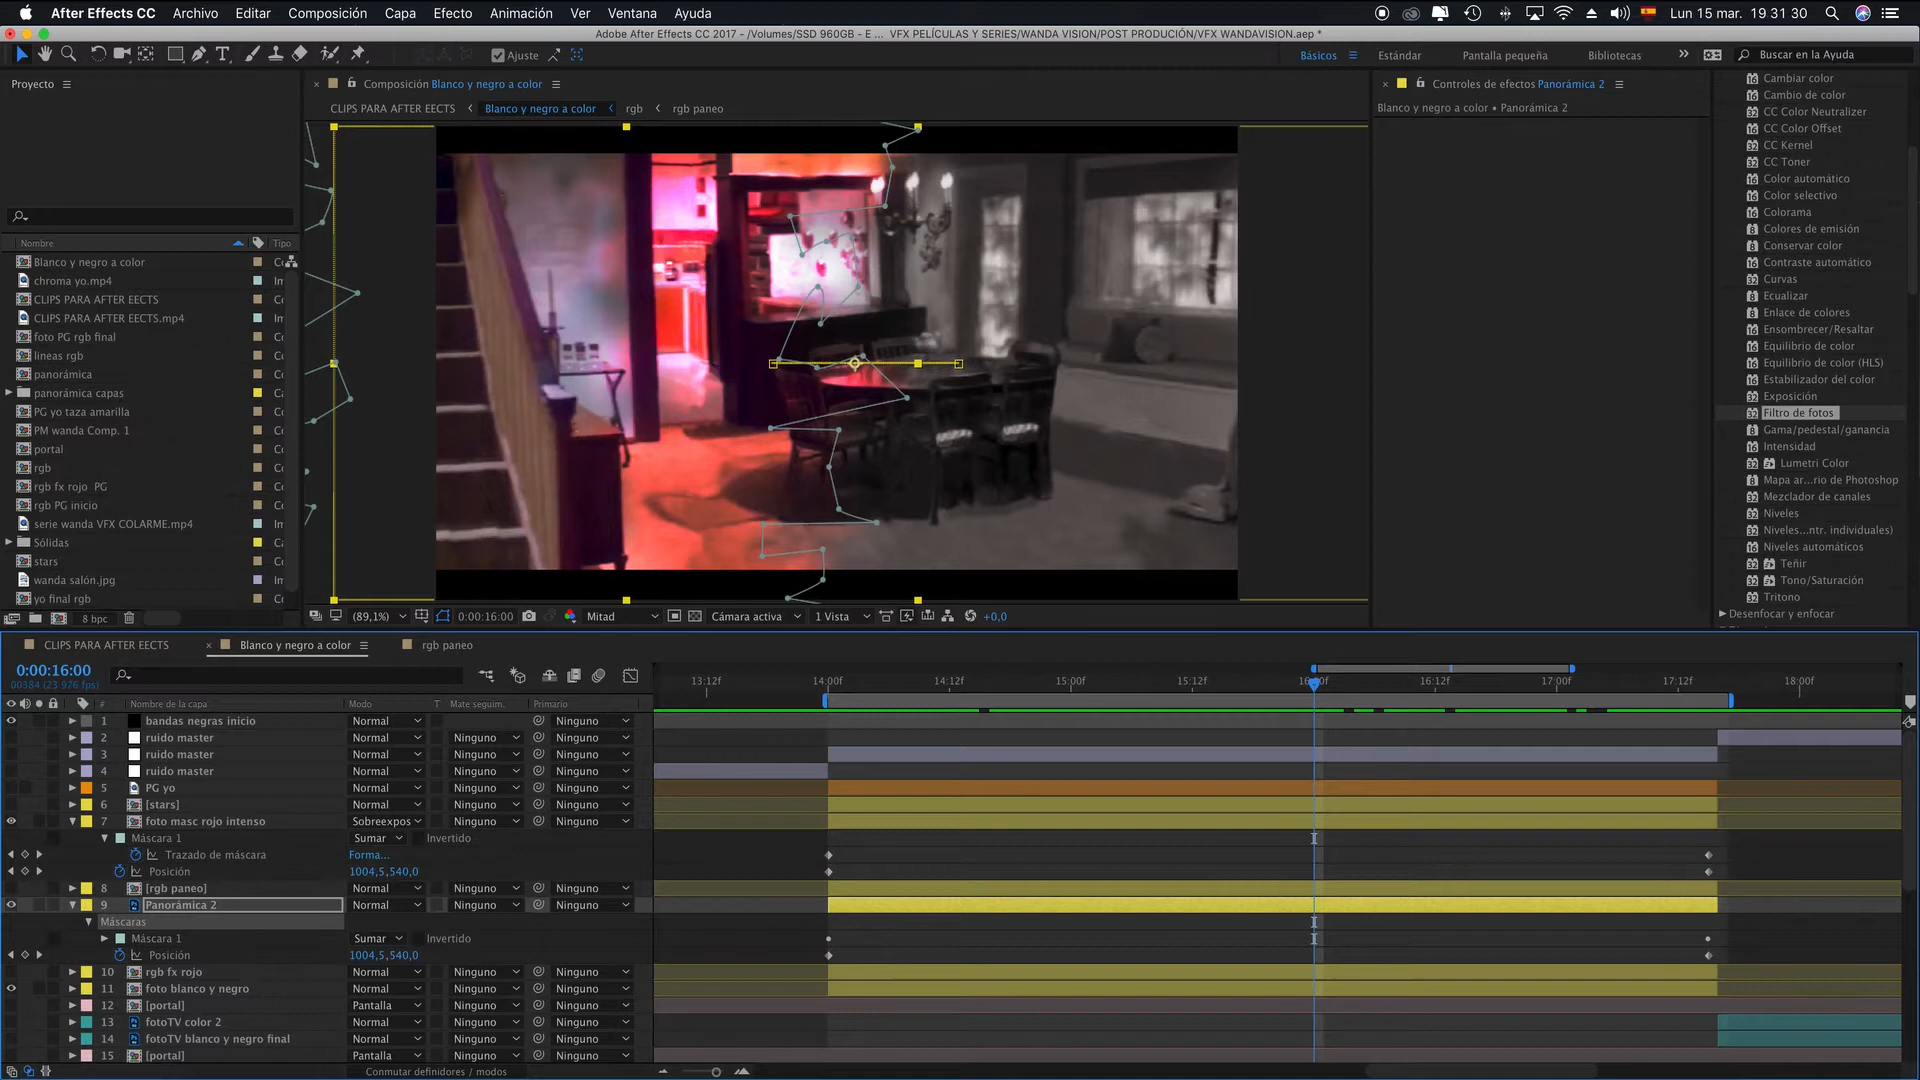 After Effects CC Archivo Editar Composición Capa Efecto Animación Ver Ventana Ayuda Lun 15 mar. 19 31 30
Adobe After Effects CC 2017 - /Volumes/SSD 960GB - E ... VFX PELÍCULAS Y SERIES/WANDA VISION/POST PRODUCIÓN/VFX WANDAVISION.aep *
Ajuste Básicos Estándar Pantalla pequeña Bibliotecas Buscar en la Ayuda
Proyecto
Composición Blanco y negro a color
CLIPS PARA AFTER EECTS Blanco y negro a color rgb rgb paneo
Controles de efectos Panorámica 2
Blanco y negro a color • Panorámica 2
Nombre Tipo
Blanco y negro a color
chroma yo.mp4
CLIPS PARA AFTER EECTS
CLIPS PARA AFTER EECTS.mp4
foto PG rgb final
lineas rgb
panorámica
panorámica capas
PG yo taza amarilla
PM wanda Comp. 1
portal
rgb
rgb fx rojo PG
rgb PG inicio
serie wanda VFX COLARME.mp4
Sólidas
stars
wanda salón.jpg
yo final rgb
8 bpc
(89,1%) 0:00:16:00 Mitad Cámara activa 1 Vista +0,0
Cambiar color
Cambio de color
CC Color Neutralizer
CC Color Offset
CC Kernel
CC Toner
Color automático
Color selectivo
Colorama
Colores de emisión
Conservar color
Contraste automático
Curvas
Ecualizar
Enlace de colores
Ensombrecer/Resaltar
Equilibrio de color
Equilibrio de color (HLS)
Estabilizador del color
Exposición
Filtro de fotos
Gama/pedestal/ganancia
Intensidad
Lumetri Color
Mapa ar...rio de Photoshop
Mezclador de canales
Niveles
Niveles...ntr. individuales)
Niveles automáticos
Teñir
Tono/Saturación
Tritono
Desenfocar y enfocar
CLIPS PARA AFTER EECTS Blanco y negro a color rgb paneo
0:00:16:00
00384 (23.976 fps)
13:12f 14:00f 14:12f 15:00f 15:12f 16:00f 16:12f 17:00f 17:12f 18:00f
# Nombre de la capa Modo T Mate seguim. Primario
1 bandas negras inicio Normal Ninguno
2 ruido master Normal Ninguno Ninguno
3 ruido master Normal Ninguno Ninguno
4 ruido master Normal Ninguno Ninguno
5 PG yo Normal Ninguno Ninguno
6 [stars] Normal Ninguno Ninguno
7 foto masc rojo intenso Sobreexpos Ninguno Ninguno
Máscara 1 Sumar Invertido
Trazado de máscara Forma...
Posición 1004,5,540,0
8 [rgb paneo] Normal Ninguno Ninguno
9 Panorámica 2 Normal Ninguno Ninguno
Máscaras
Máscara 1 Sumar Invertido
Posición 1004,5,540,0
10 rgb fx rojo Normal Ninguno Ninguno
11 foto blanco y negro Normal Ninguno Ninguno
12 [portal] Pantalla Ninguno Ninguno
13 fotoTV color 2 Normal Ninguno Ninguno
14 fotoTV blanco y negro final Normal Ninguno Ninguno
15 [portal] Pantalla Ninguno Ninguno
Conmutar definidores / modos